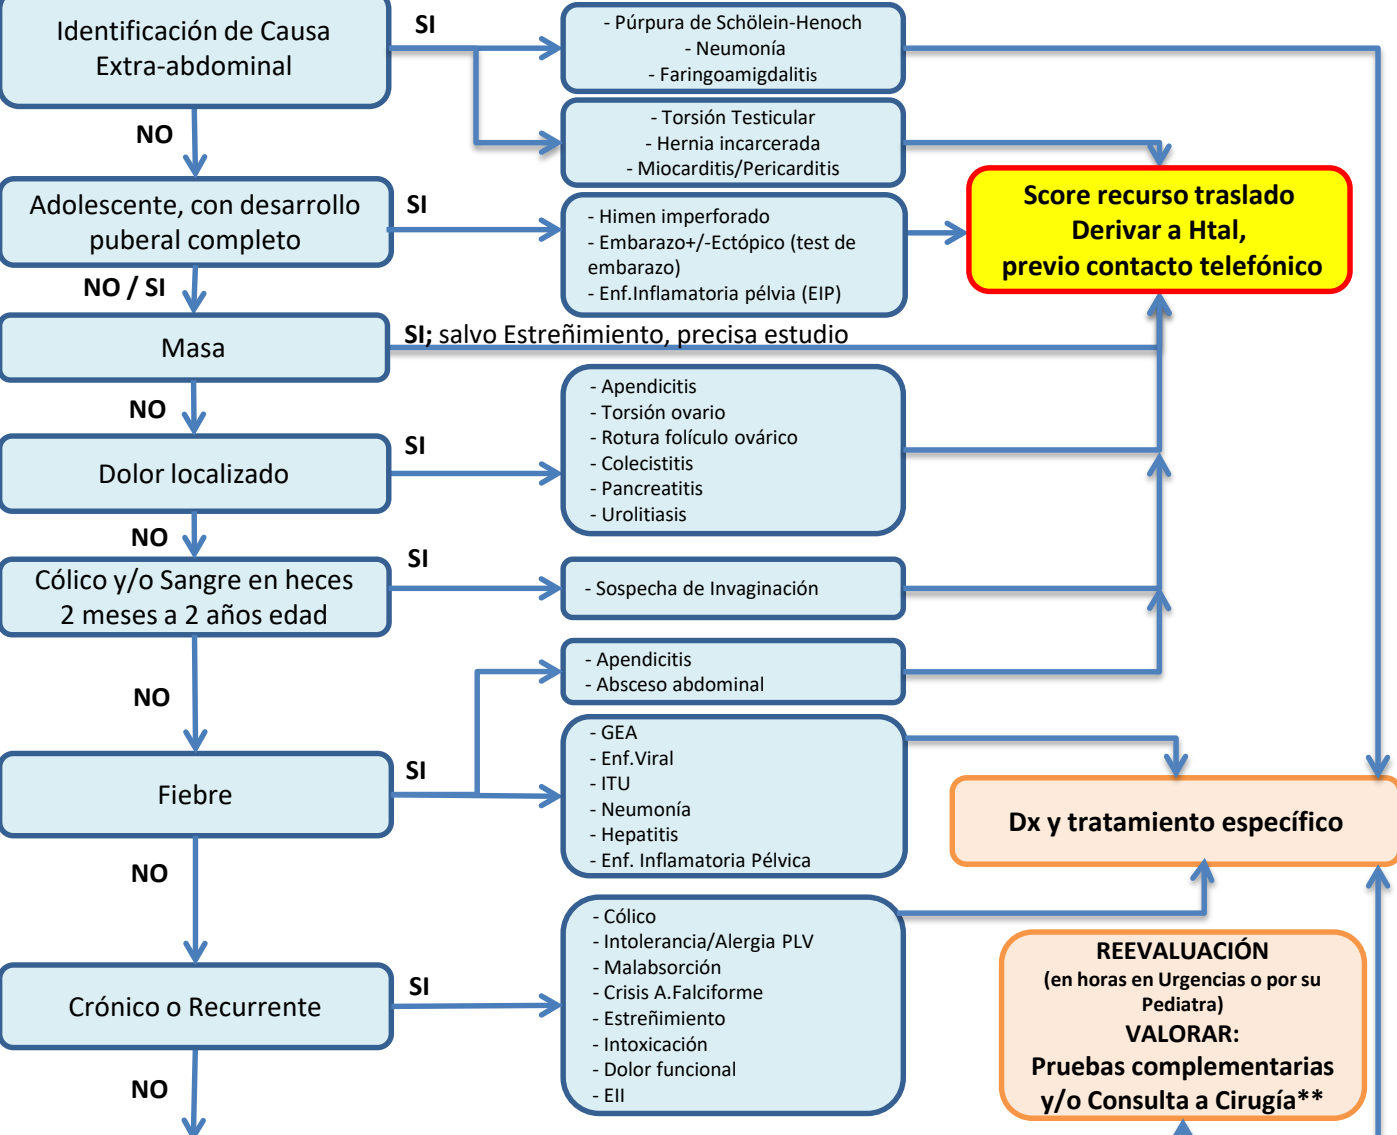 Identificación de Causa
Extra-abdominal
SI
- Púrpura de Schölein-Henoch
- Neumonía
- Faringoamigdalitis
- Torsión Testicular
- Hernia incarcerada
- Miocarditis/Pericarditis
NO
Adolescente, con desarrollo
puberal completo
SI
- Himen imperforado
- Embarazo+/-Ectópico (test de
embarazo)
- Enf.Inflamatoria pélvia (EIP)
Score recurso traslado
Derivar a Htal,
previo contacto telefónico
NO / SI
Masa
SI; salvo Estreñimiento, precisa estudio
NO
Dolor localizado
SI
- Apendicitis
- Torsión ovario
- Rotura folículo ovárico
- Colecistitis
- Pancreatitis
- Urolitiasis
NO
Cólico y/o Sangre en heces
2 meses a 2 años edad
SI
- Sospecha de Invaginación
NO
- Apendicitis
- Absceso abdominal
Fiebre
SI
- GEA
- Enf.Viral
- ITU
- Neumonía
- Hepatitis
- Enf. Inflamatoria Pélvica
Dx y tratamiento específico
NO
Crónico o Recurrente
SI
- Cólico
- Intolerancia/Alergia PLV
- Malabsorción
- Crisis A.Falciforme
- Estreñimiento
- Intoxicación
- Dolor funcional
- EII
REEVALUACIÓN
(en horas en Urgencias o por su
Pediatra)
VALORAR:
Pruebas complementarias
y/o Consulta a Cirugía**
NO